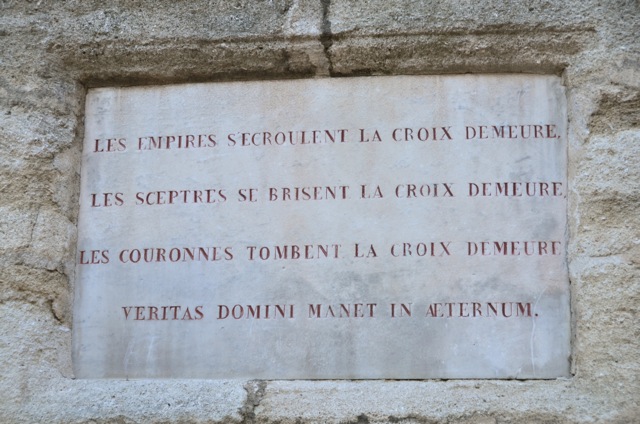 LES EMPIRES S'ECROULENT LA CROIX DEMEURE,
LES SCEPTRES SE BRISENT LA CROIX DEMEURE,
LES COURONNES TOMBENT LA CROIX DEMEURE
VERITAS DOMINI MANET IN ÆTERNUM.